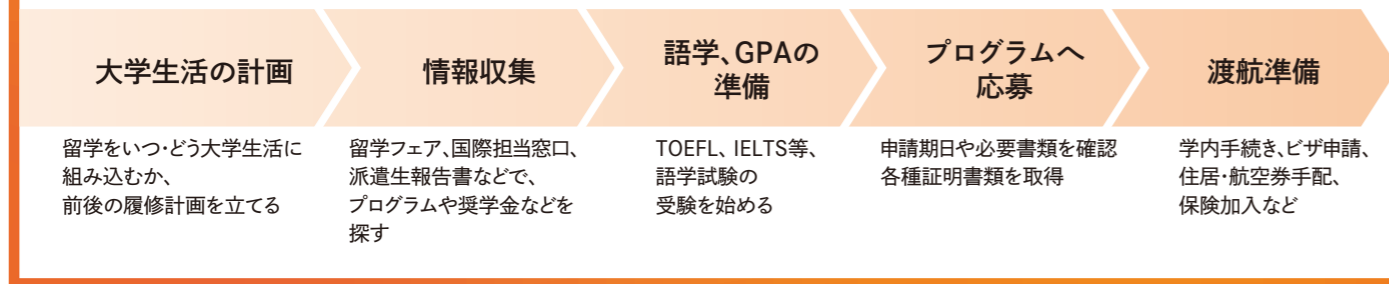 大学生活の計画
留学をいつ・どう大学生活に
組み込むか、
前後の履修計画を立てる
情報収集
留学フェア、国際担当窓口、
派遣生報告書などで、
プログラムや奨学金などを
探す
語学、GPAの
準備
TOEFL、IELTS等、
語学試験の
受験を始める
プログラムへ
応募
申請期日や必要書類を確認
各種証明書類を取得
渡航準備
学内手続き、ビザ申請、
住居・航空券手配、
保険加入など